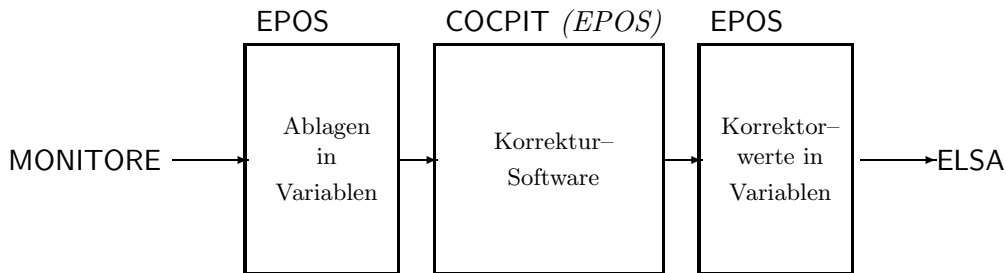 EPOS
COCPIT (EPOS)
EPOS
MONITORE
Ablagen
in
Variablen
Korrektur–
Software
Korrektor–
werte in
Variablen
ELSA